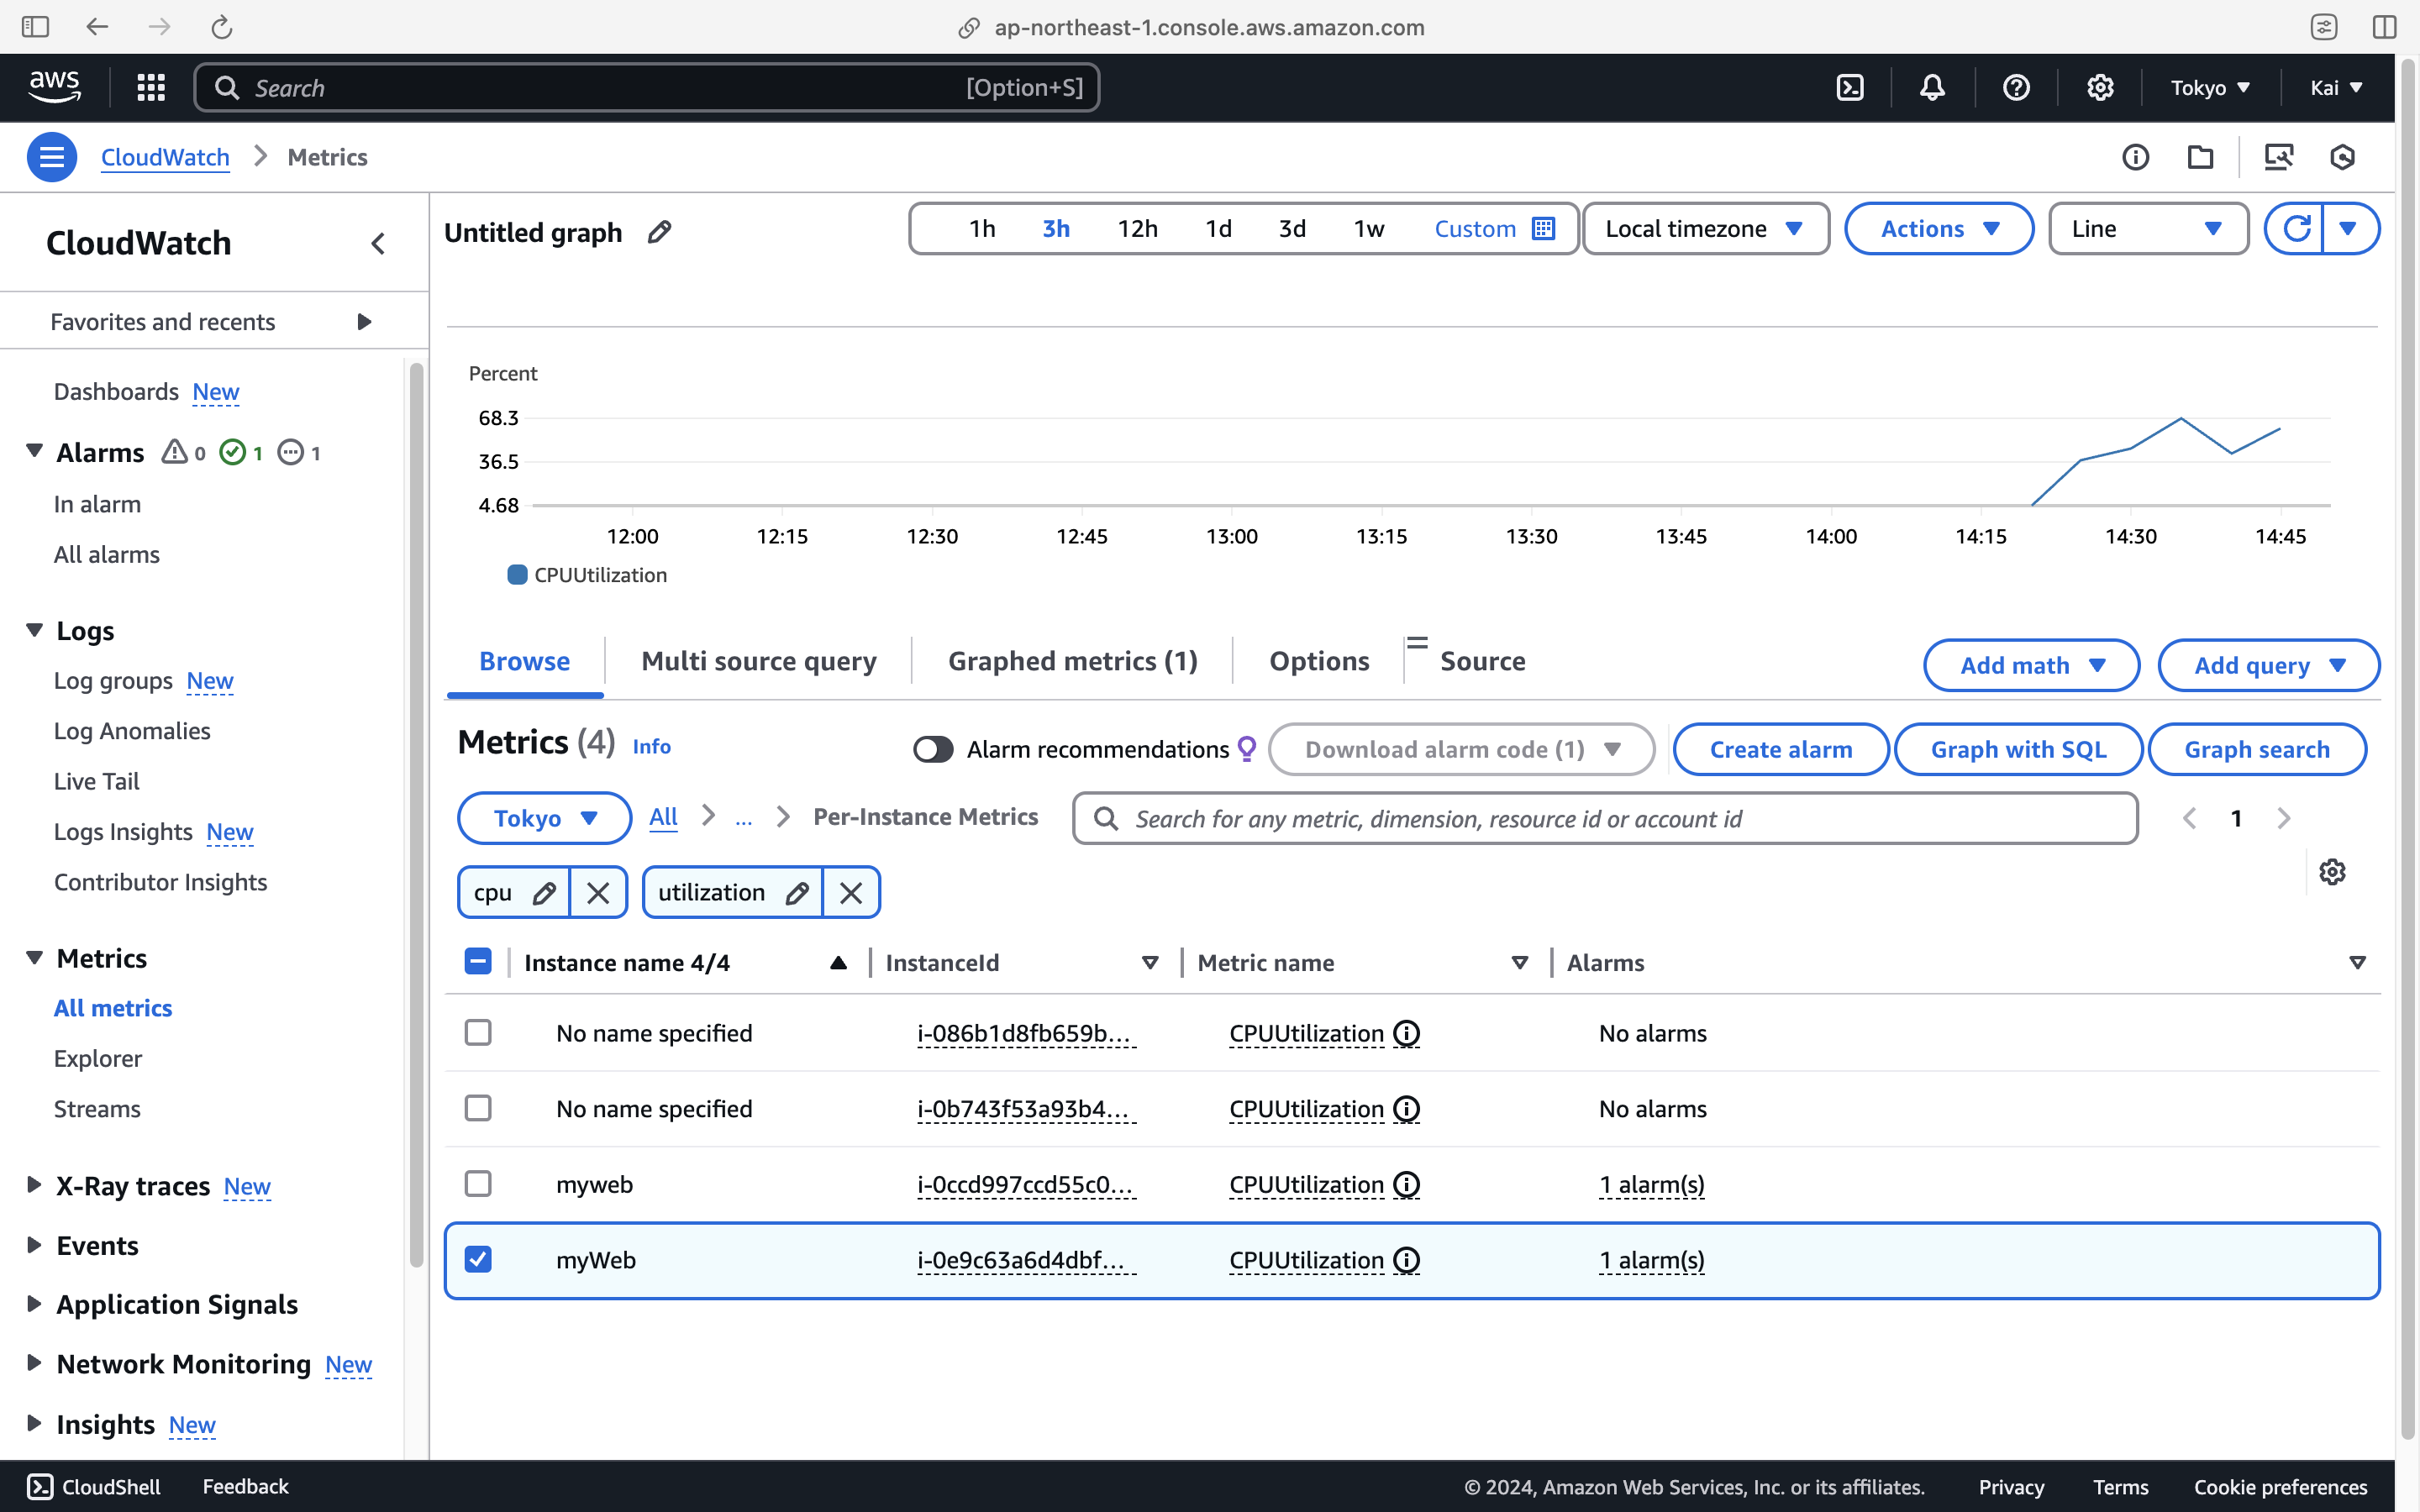 ap-northeast-1.console.aws.amazon.com
aws
Search [Option+S]
Tokyo
Kai
CloudWatch
Metrics
CloudWatch
Favorites and recents
Dashboards New
Alarms 0 1 1
In alarm
All alarms
Logs
Log groups New
Log Anomalies
Live Tail
Logs Insights New
Contributor Insights
Metrics
All metrics
Explorer
Streams
X-Ray traces New
Events
Application Signals
Network Monitoring New
Insights New
Untitled graph
1h 3h 12h 1d 3d 1w Custom
Local timezone
Actions
Line
Percent
68.3
36.5
4.68
12:00 12:15 12:30 12:45 13:00 13:15 13:30 13:45 14:00 14:15 14:30 14:45
CPUUtilization
Browse Multi source query Graphed metrics (1) Options Source
Add math
Add query
Metrics (4) Info
Alarm recommendations
Download alarm code (1)
Create alarm
Graph with SQL
Graph search
Tokyo
All ... Per-Instance Metrics
Search for any metric, dimension, resource id or account id
1
cpu
utilization
Instance name 4/4 InstanceId Metric name Alarms
No name specified i-086b1d8fb659b... CPUUtilization No alarms
No name specified i-0b743f53a93b4... CPUUtilization No alarms
myweb i-0ccd997ccd55c0... CPUUtilization 1 alarm(s)
myWeb i-0e9c63a6d4dbf... CPUUtilization 1 alarm(s)
CloudShell Feedback
© 2024, Amazon Web Services, Inc. or its affiliates. Privacy Terms Cookie preferences